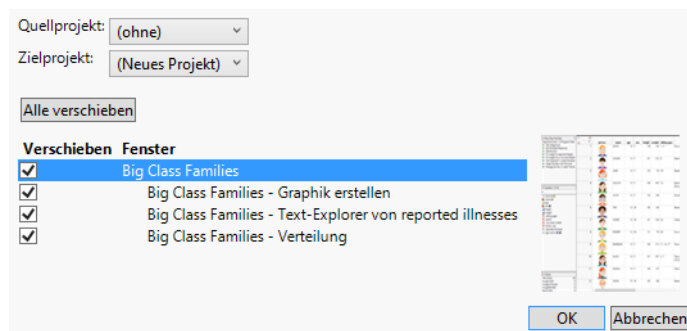 Quellprojekt: (ohne)
Zielprojekt: (Neues Projekt)
Alle verschieben
Verschieben Fenster
Big Class Families
Big Class Families - Graphik erstellen
Big Class Families - Text-Explorer von reported illnesses
Big Class Families - Verteilung
OK Abbrechen